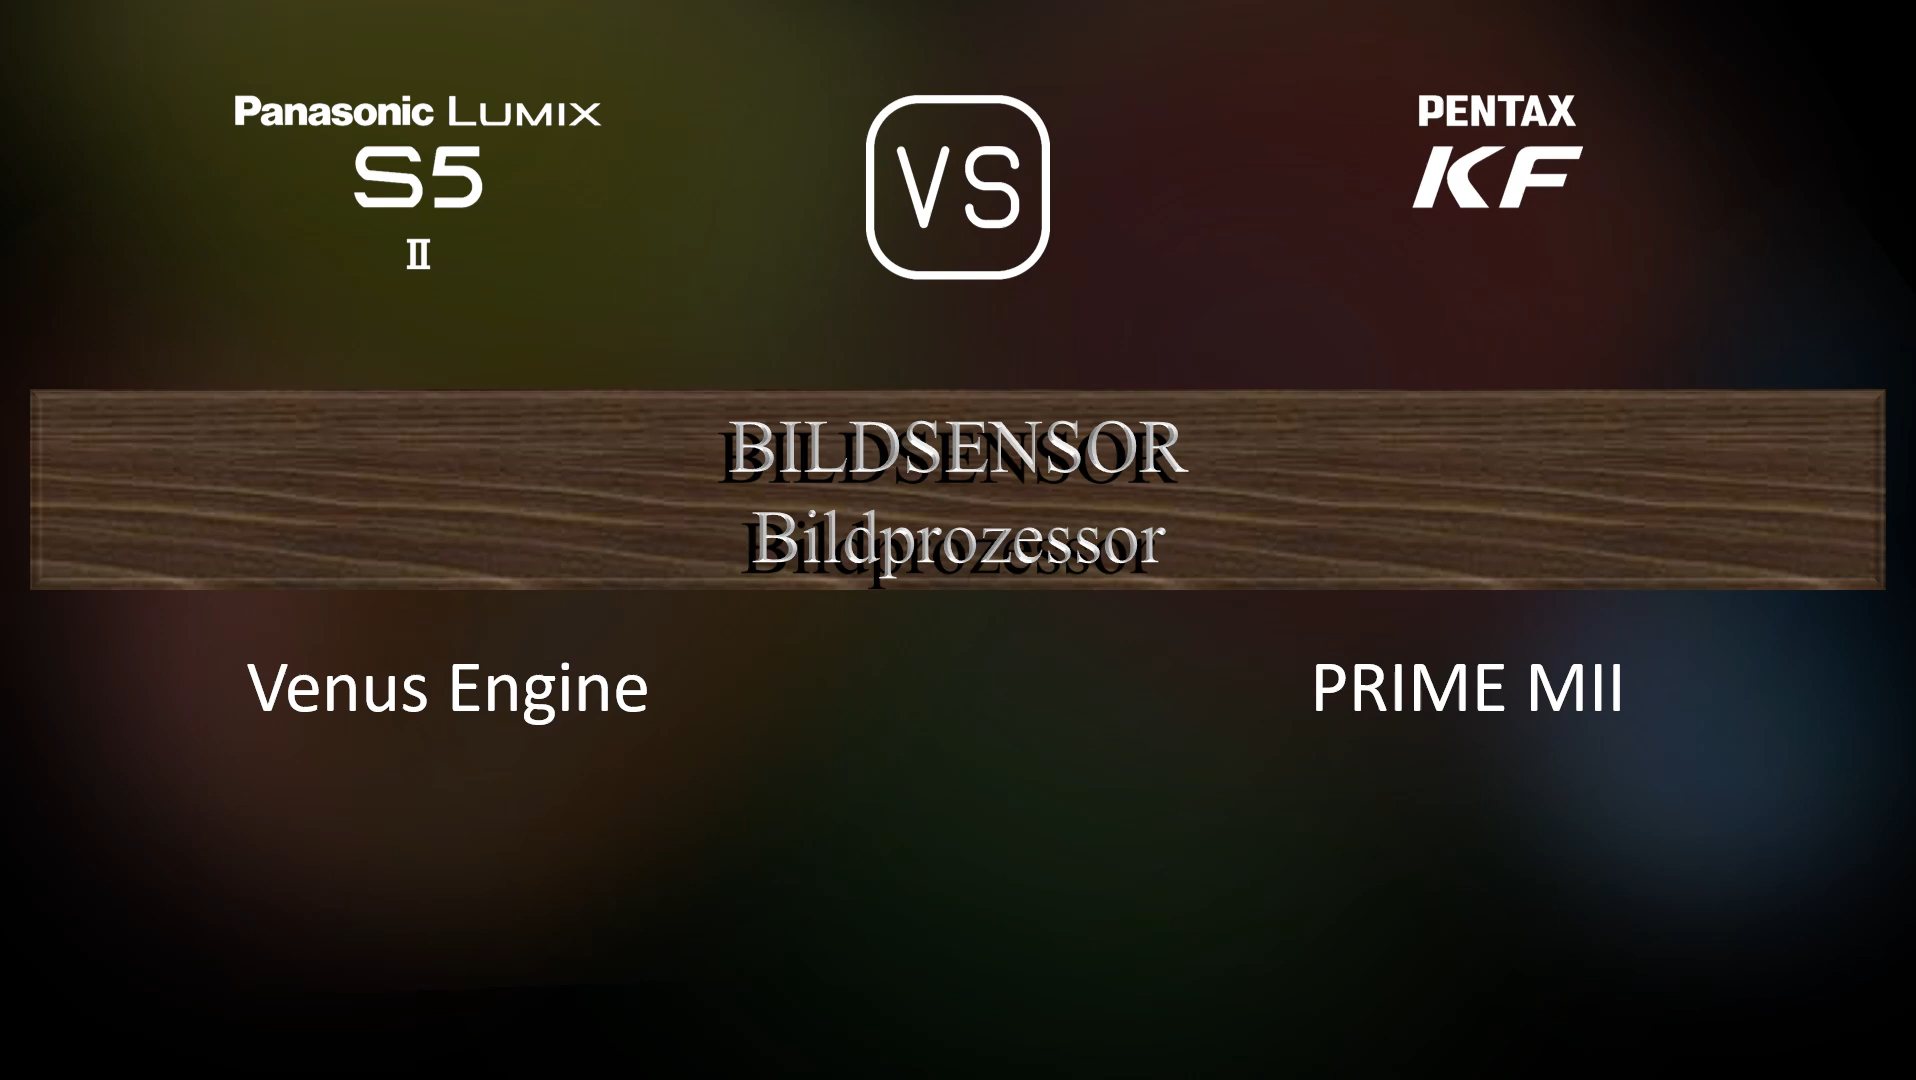 Panasonic LUMIX
S5
II
VS
PENTAX
KF
BILDSENSOR
Bildprozessor
Venus Engine
PRIME MII